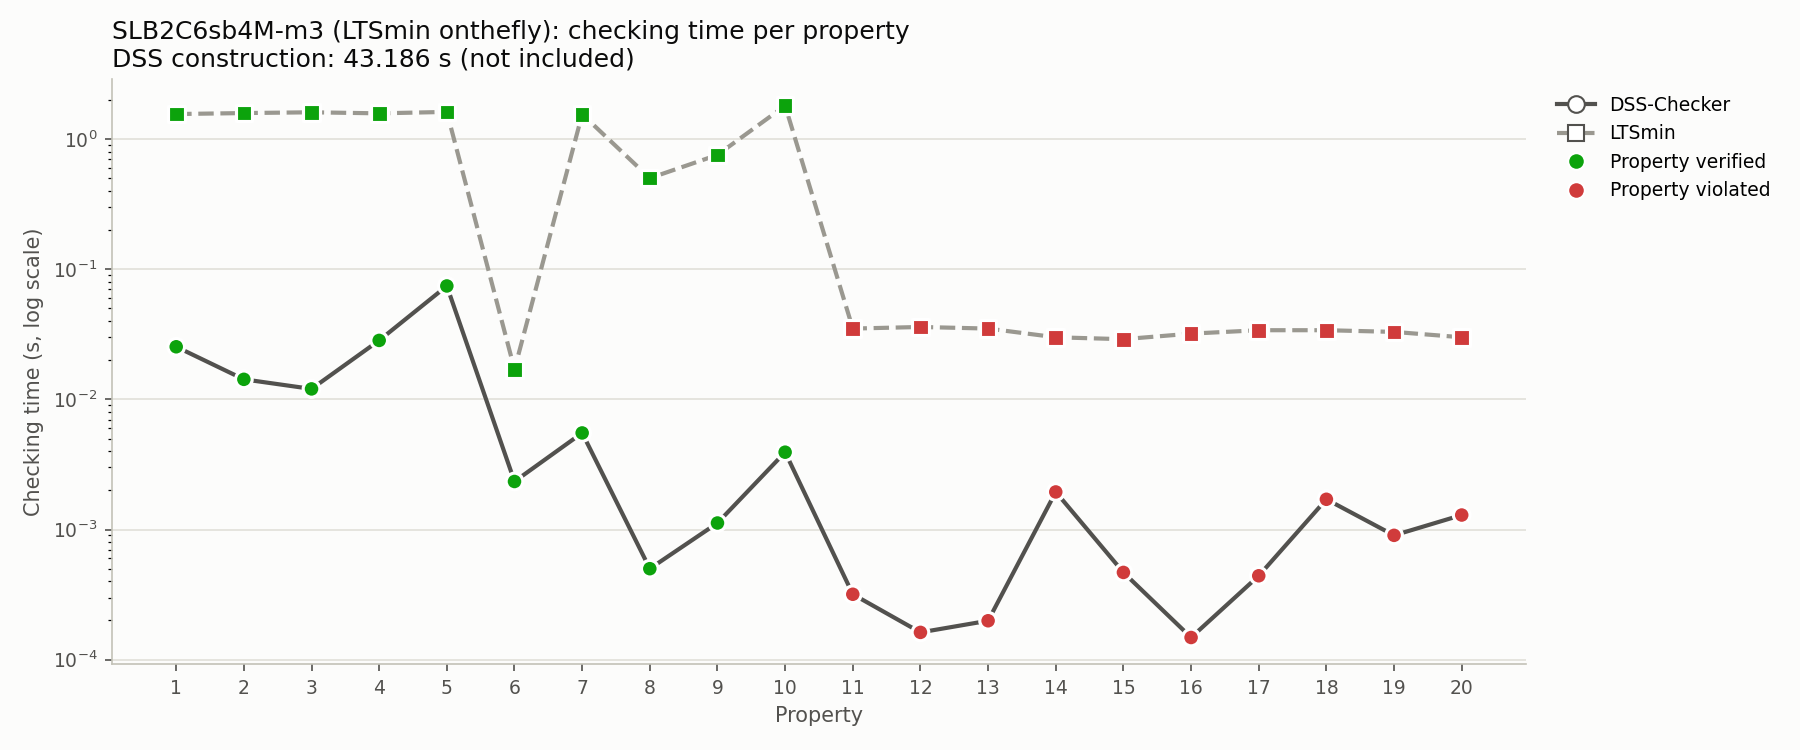 SLB2C6sb4M-m3 (LTSmin onthefly): checking time per property
DSS construction: 43.186 s (not included)
Checking time (s, log scale)
10⁰
10⁻¹
10⁻²
10⁻³
10⁻⁴
1 2 3 4 5 6 7 8 9 10 11 12 13 14 15 16 17 18 19 20
Property
DSS-Checker
LTSmin
Property verified
Property violated